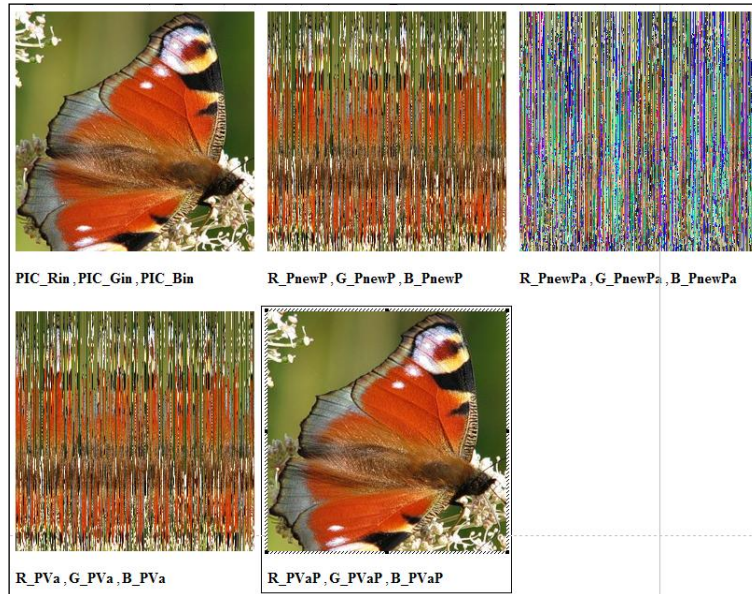 PIC_Rin , PIC_Gin , PIC_Bin
R_PnewP , G_PnewP , B_PnewP
R_PnewPa , G_PnewPa , B_PnewPa
R_PVa , G_PVa , B_PVa
R_PVaP , G_PVaP , B_PVaP